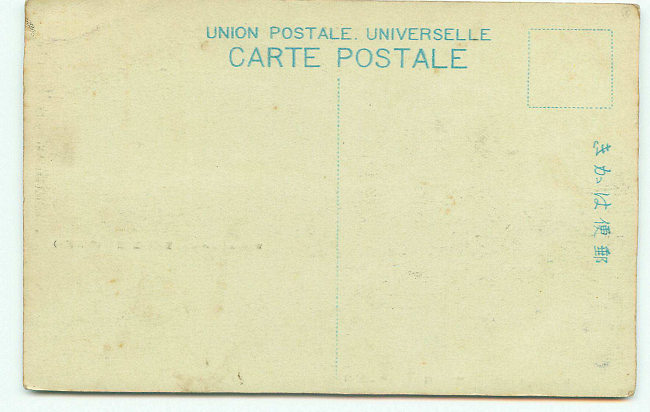 UNION POSTALE. UNIVERSELLE
CARTE POSTALE
きかは便郵